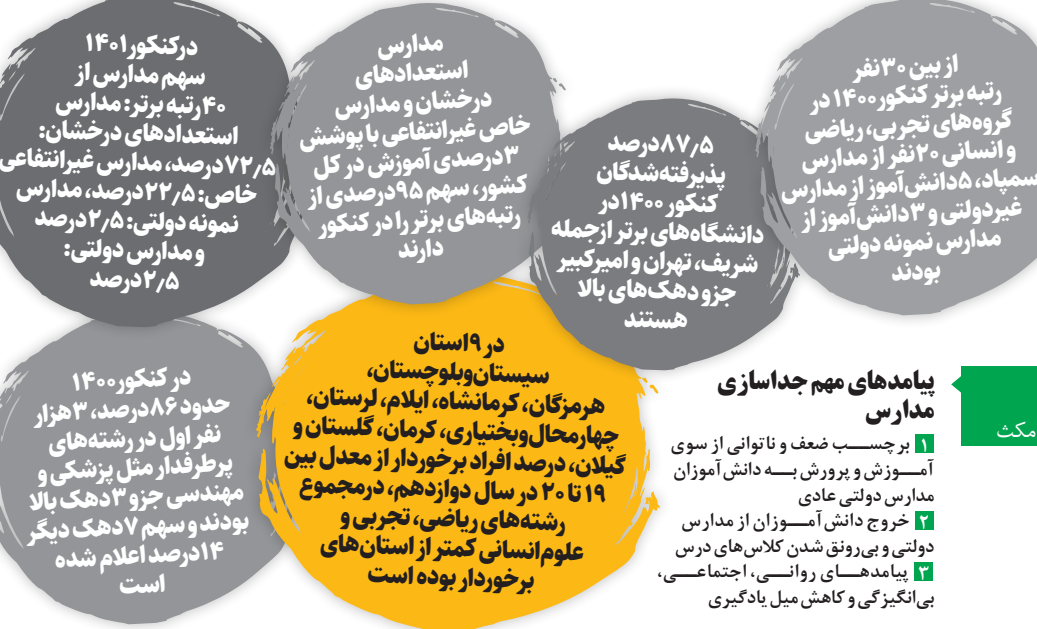 از بین ۳۰ نفر
رتبه برتر کنکور ۱۴۰۰ در
گروه‌های تجربی، ریاضی
و انسانی ۲۰ نفر از مدارس
سمپاد، ۵ دانش‌آموز از مدارس
غیردولتی و ۳ دانش‌آموز از
مدارس نمونه دولتی
بودند
۸۷٫۵ درصد
پذیرفته‌شدگان
کنکور ۱۴۰۰ در
دانشگاه‌های برتر ازجمله
شریف، تهران و امیرکبیر
جزو دهک‌های بالا
هستند
مدارس
استعدادهای
درخشان و مدارس
خاص غیرانتفاعی با پوشش
۳ درصدی آموزش در کل
کشور، سهم ۹۵ درصدی از
رتبه‌های برتر را در کنکور
دارند
در کنکور ۱۴۰۱
سهم مدارس از
۴۰ رتبه برتر: مدارس
استعدادهای درخشان:
۷۲٫۵ درصد، مدارس غیرانتفاعی
خاص: ۲۲٫۵ درصد، مدارس
نمونه دولتی: ۲٫۵ درصد
و مدارس دولتی:
۲٫۵ درصد
مکث
پیامدهای مهم جداسازی
مدارس
۱ برچسب ضعف و ناتوانی از سوی
آموزش و پرورش به دانش آموزان
مدارس دولتی عادی
۲ خروج دانش آموزان از مدارس
دولتی و بی‌رونق شدن کلاس‌های درس
۳ پیامدهای روانی، اجتماعی،
بی‌انگیزگی و کاهش میل یادگیری
در ۹ استان
سیستان‌وبلوچستان،
هرمزگان، کرمانشاه، ایلام، لرستان،
چهارمحال‌وبختیاری، کرمان، گلستان و
گیلان، درصد افراد برخوردار از معدل بین
۱۹ تا ۲۰ در سال دوازدهم، درمجموع
رشته‌های ریاضی، تجربی و
علوم‌انسانی کمتر از استان‌های
برخوردار بوده است
در کنکور ۱۴۰۰
حدود ۸۶ درصد، ۳ هزار
نفر اول در رشته‌های
پرطرفدار مثل پزشکی و
مهندسی جزو ۳ دهک بالا
بودند و سهم ۷ دهک دیگر
۱۴ درصد اعلام شده
است